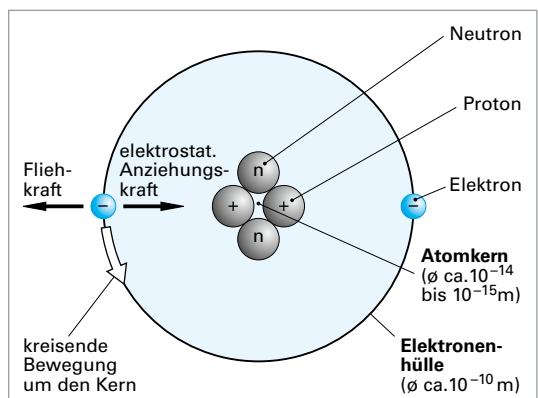 Neutron
Proton
Elektron
elektrostat.
Anziehungs-
kraft
Flieh-
kraft
n
+
+
n
–
–
Atomkern
(ø ca.10⁻¹⁴
bis 10⁻¹⁵m)
kreisende
Bewegung
um den Kern
Elektronen-
hülle
(ø ca.10⁻¹⁰ m)